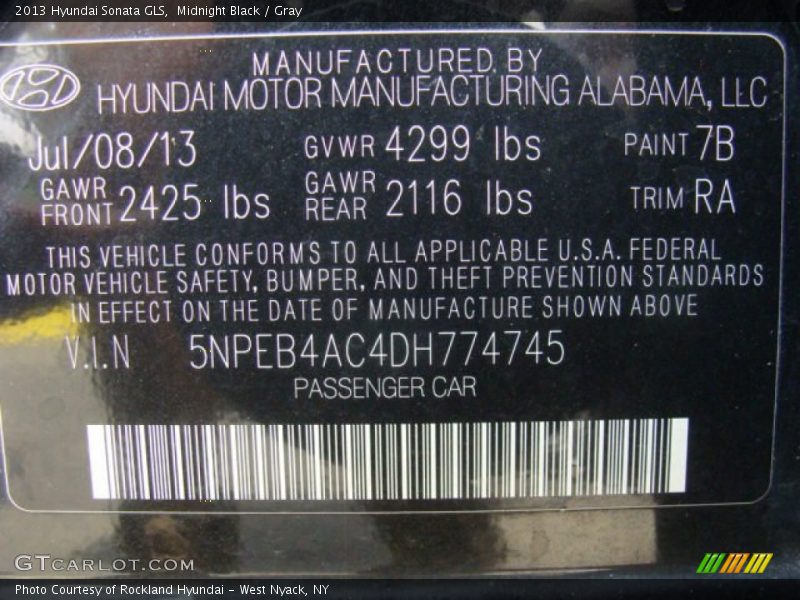 2013 Hyundai Sonata GLS, Midnight Black / Gray
MANUFACTURED BY
HYUNDAI MOTOR MANUFACTURING ALABAMA, LLC
Jul/08/13 GVWR 4299 lbs PAINT 7B
GAWR FRONT 2425 lbs GAWR REAR 2116 lbs TRIM RA
THIS VEHICLE CONFORMS TO ALL APPLICABLE U.S.A. FEDERAL
MOTOR VEHICLE SAFETY, BUMPER, AND THEFT PREVENTION STANDARDS
IN EFFECT ON THE DATE OF MANUFACTURE SHOWN ABOVE
V.I.N 5NPEB4AC4DH774745
PASSENGER CAR
GTCARLOT.COM
Photo Courtesy of Rockland Hyundai - West Nyack, NY